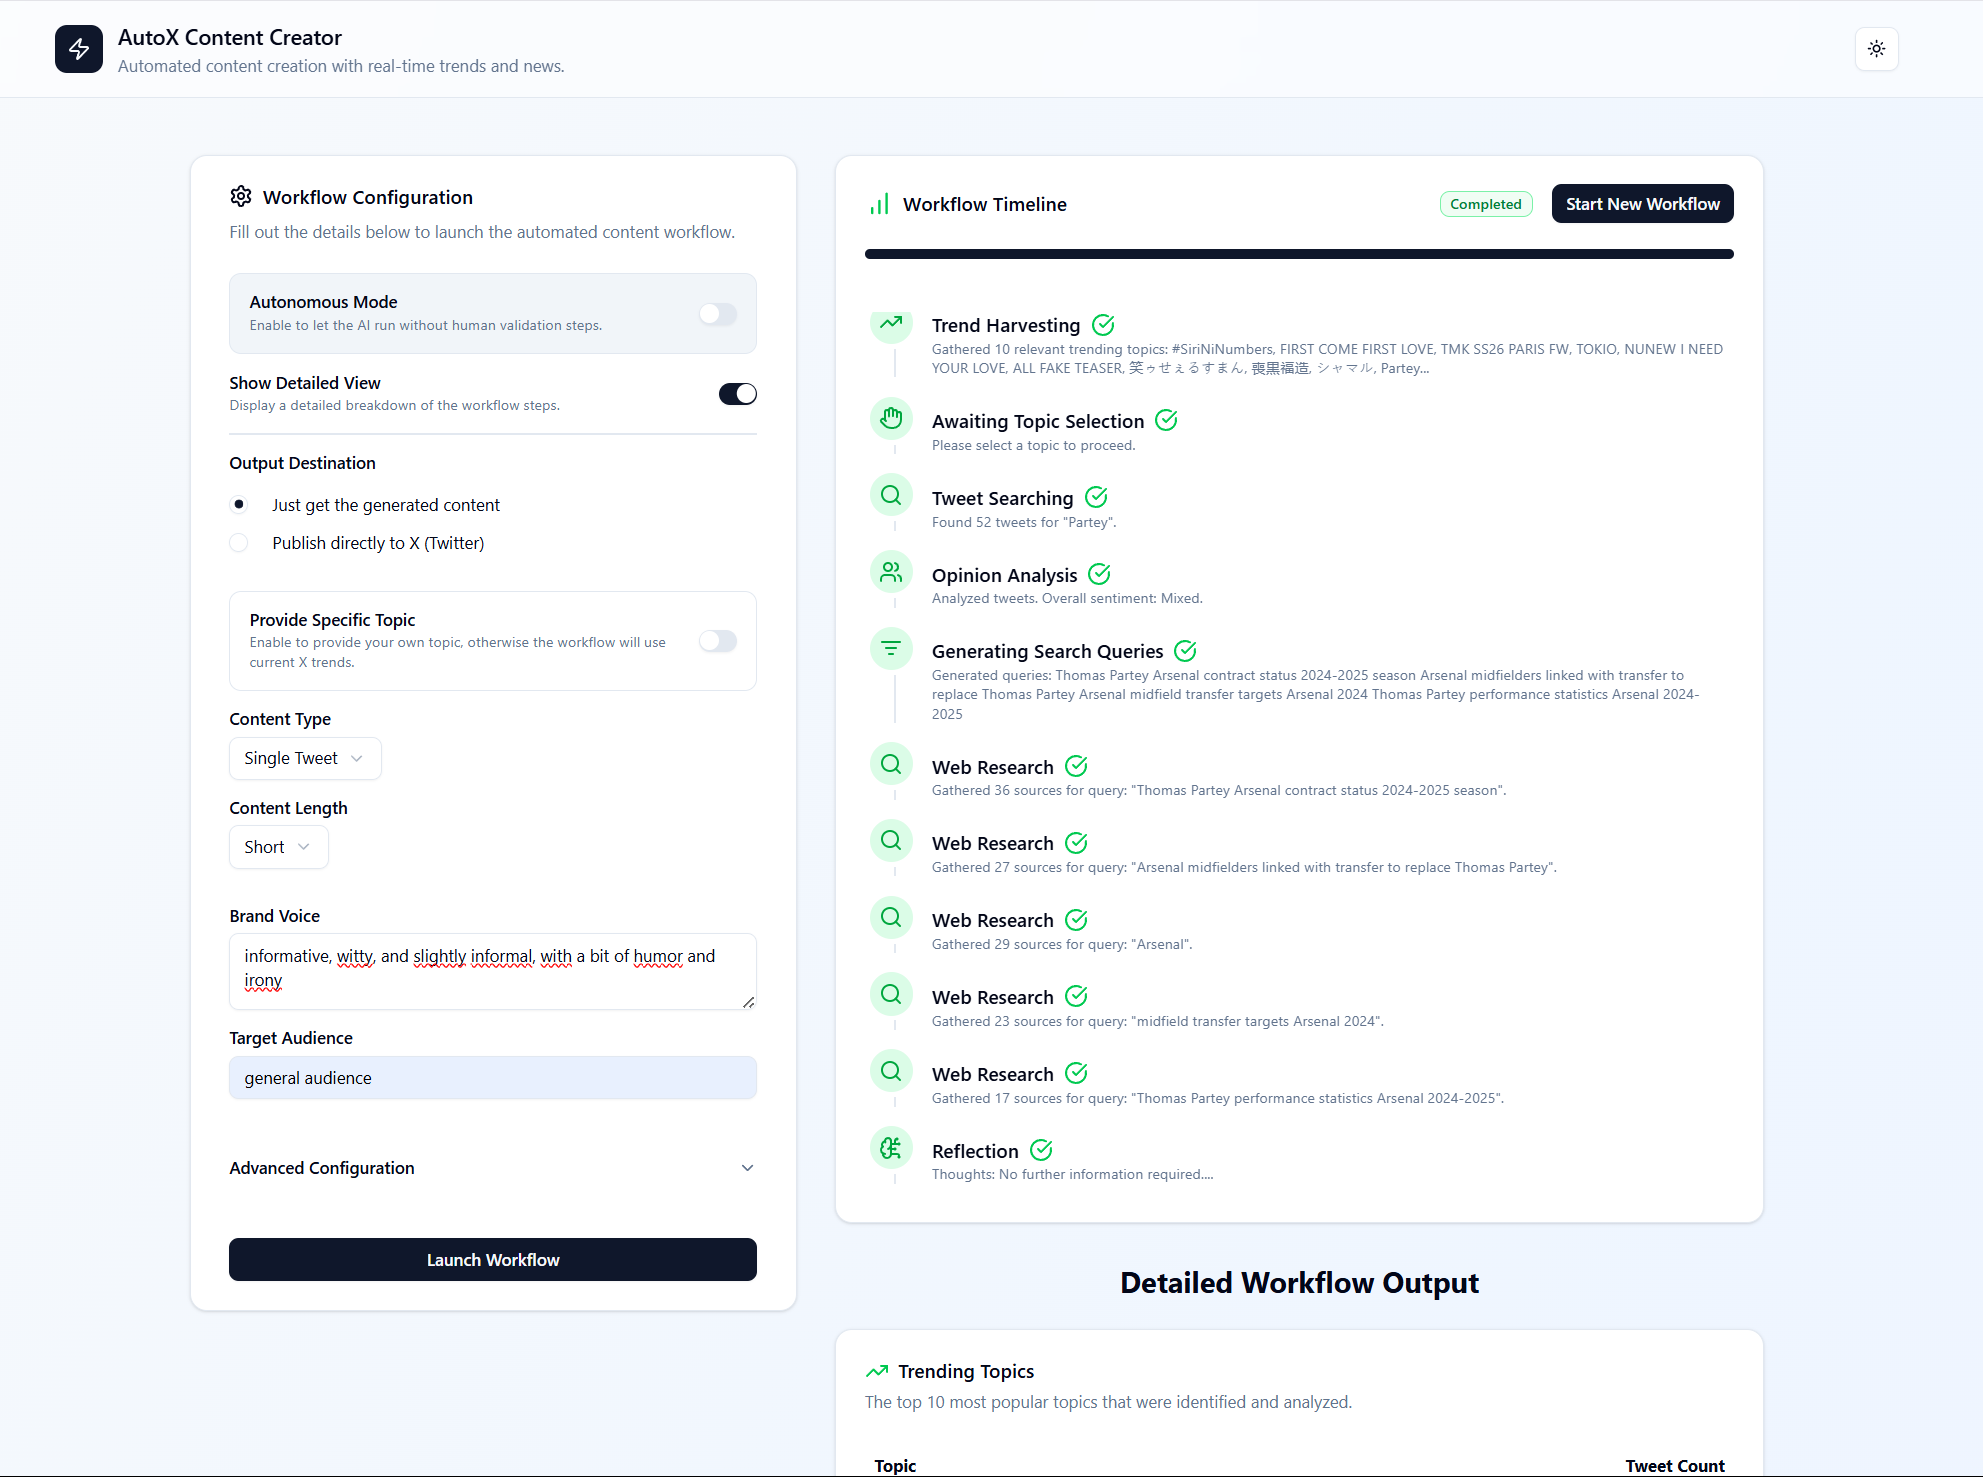 AutoX Content Creator
Automated content creation with real-time trends and news.
Workflow Configuration
Fill out the details below to launch the automated content workflow.
Autonomous Mode
Enable to let the AI run without human validation steps.
Show Detailed View
Display a detailed breakdown of the workflow steps.
Output Destination
Just get the generated content
Publish directly to X (Twitter)
Provide Specific Topic
Enable to provide your own topic, otherwise the workflow will use
current X trends.
Content Type
Single Tweet
Content Length
Short
Brand Voice
informative, witty, and slightly informal, with a bit of humor and
irony
Target Audience
general audience
Advanced Configuration
Launch Workflow
Workflow Timeline
Completed
Start New Workflow
Trend Harvesting
Gathered 10 relevant trending topics: #SiriNiNumbers, FIRST COME FIRST LOVE, TMK SS26 PARIS FW, TOKIO, NUNEW I NEED
YOUR LOVE, ALL FAKE TEASER, 笑ゥせぇるすまん, 喪黒福造, シャマル, Partey...
Awaiting Topic Selection
Please select a topic to proceed.
Tweet Searching
Found 52 tweets for "Partey".
Opinion Analysis
Analyzed tweets. Overall sentiment: Mixed.
Generating Search Queries
Generated queries: Thomas Partey Arsenal contract status 2024-2025 season Arsenal midfielders linked with transfer to
replace Thomas Partey Arsenal midfield transfer targets Arsenal 2024 Thomas Partey performance statistics Arsenal 2024-
2025
Web Research
Gathered 36 sources for query: "Thomas Partey Arsenal contract status 2024-2025 season".
Web Research
Gathered 27 sources for query: "Arsenal midfielders linked with transfer to replace Thomas Partey".
Web Research
Gathered 29 sources for query: "Arsenal".
Web Research
Gathered 23 sources for query: "midfield transfer targets Arsenal 2024".
Web Research
Gathered 17 sources for query: "Thomas Partey performance statistics Arsenal 2024-2025".
Reflection
Thoughts: No further information required....
Detailed Workflow Output
Trending Topics
The top 10 most popular topics that were identified and analyzed.
Topic Tweet Count